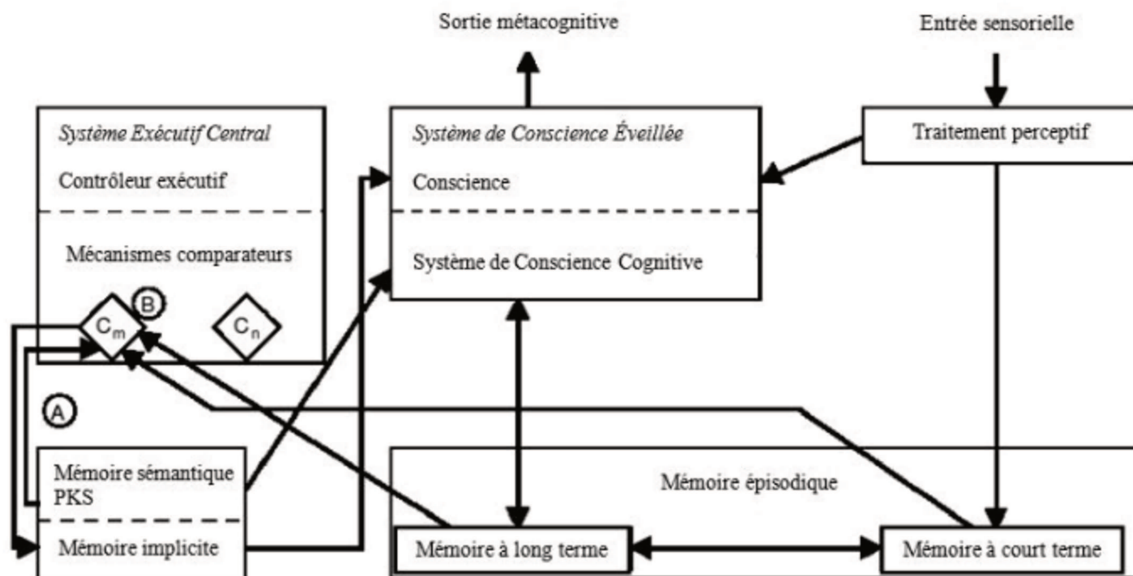 Sortie métacognitive
Entrée sensorielle
Système Exécutif Central
Contrôleur exécutif
Mécanismes comparateurs
Cm
B
Cn
Système de Conscience Éveillée
Conscience
Système de Conscience Cognitive
Traitement perceptif
A
Mémoire sémantique
PKS
Mémoire implicite
Mémoire épisodique
Mémoire à long terme
Mémoire à court terme